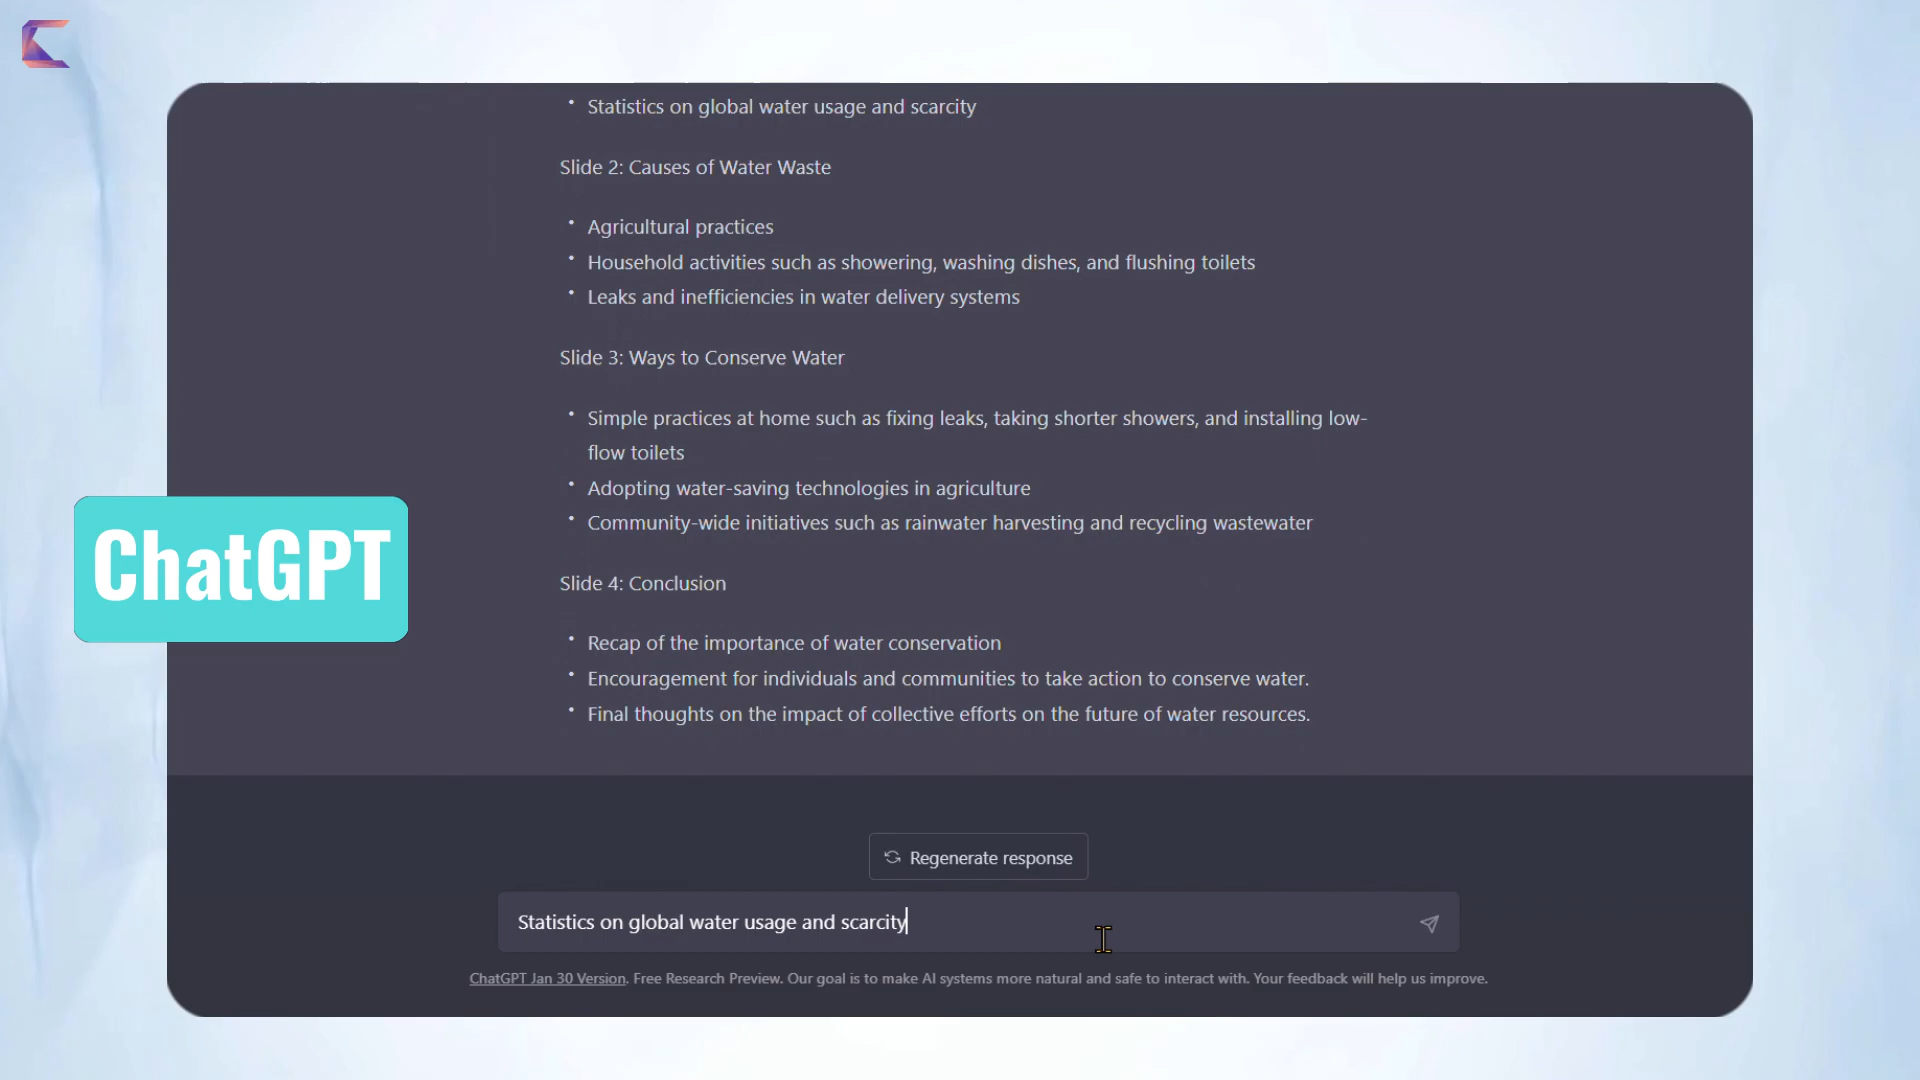 • Statistics on global water usage and scarcity
Slide 2: Causes of Water Waste
• Agricultural practices
• Household activities such as showering, washing dishes, and flushing toilets
• Leaks and inefficiencies in water delivery systems
Slide 3: Ways to Conserve Water
• Simple practices at home such as fixing leaks, taking shorter showers, and installing low-
flow toilets
• Adopting water-saving technologies in agriculture
• Community-wide initiatives such as rainwater harvesting and recycling wastewater
ChatGPT
Slide 4: Conclusion
• Recap of the importance of water conservation
• Encouragement for individuals and communities to take action to conserve water.
• Final thoughts on the impact of collective efforts on the future of water resources.
Regenerate response
Statistics on global water usage and scarcity
ChatGPT Jan 30 Version. Free Research Preview. Our goal is to make AI systems more natural and safe to interact with. Your feedback will help us improve.